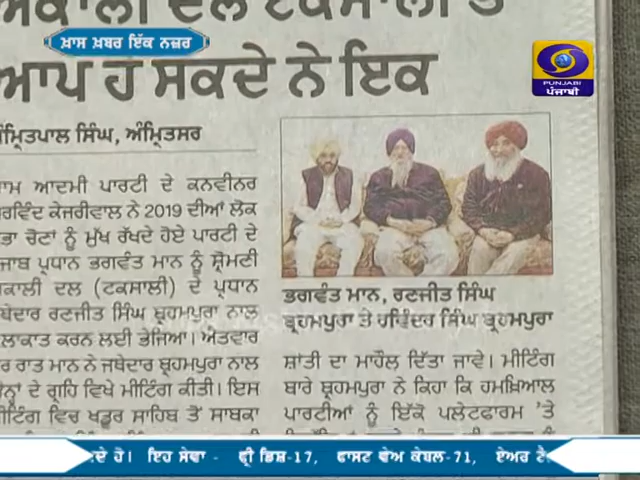 ਅਕਾਲੀ ਦਲ ਟਕਸਾਲੀ ਤੇ
ਖ਼ਾਸ ਖ਼ਬਰ ਇੱਕ ਨਜ਼ਰ
ਆਪ ਹੋ ਸਕਦੇ ਨੇ ਇਕ
PUNJABI
ਪੰਜਾਬੀ
ਅੰਮ੍ਰਿਤਪਾਲ ਸਿੰਘ, ਅੰਮ੍ਰਿਤਸਰ
ਆਮ ਆਦਮੀ ਪਾਰਟੀ ਦੇ ਕਨਵੀਨਰ
ਅਰਵਿੰਦ ਕੇਜਰੀਵਾਲ ਨੇ 2019 ਦੀਆਂ ਲੋਕ
ਸਭਾ ਚੋਣਾਂ ਨੂੰ ਮੁੱਖ ਰੱਖਦੇ ਹੋਏ ਪਾਰਟੀ ਦੇ
ਪੰਜਾਬ ਪ੍ਰਧਾਨ ਭਗਵੰਤ ਮਾਨ ਨੂੰ ਸ਼੍ਰੋਮਣੀ
ਅਕਾਲੀ ਦਲ (ਟਕਸਾਲੀ) ਦੇ ਪ੍ਰਧਾਨ
ਜਥੇਦਾਰ ਰਣਜੀਤ ਸਿੰਘ ਬ੍ਰਹਮਪੁਰਾ ਨਾਲ
ਮੁਲਾਕਾਤ ਕਰਨ ਲਈ ਭੇਜਿਆ। ਐਤਵਾਰ
ਰਾਤ ਮਾਨ ਨੇ ਜਥੇਦਾਰ ਬ੍ਰਹਮਪੁਰਾ ਨਾਲ
ਦੇ ਗ੍ਰਹਿ ਵਿਖੇ ਮੀਟਿੰਗ ਕੀਤੀ। ਇਸ
ਮੀਟਿੰਗ ਵਿਚ ਖਡੂਰ ਸਾਹਿਬ ਤੋਂ ਸਾਬਕਾ
ਭਗਵੰਤ ਮਾਨ, ਰਣਜੀਤ ਸਿੰਘ
ਬ੍ਰਹਮਪੁਰਾ ਤੇ ਰਵਿੰਦਰ ਸਿੰਘ ਬ੍ਰਹਮਪੁਰਾ
ਸ਼ਾਂਤੀ ਦਾ ਮਾਹੌਲ ਦਿੱਤਾ ਜਾਵੇ। ਮੀਟਿੰਗ
ਬਾਰੇ ਬ੍ਰਹਮਪੁਰਾ ਨੇ ਕਿਹਾ ਕਿ ਹਮਖ਼ਿਆਲ
ਪਾਰਟੀਆਂ ਨੂੰ ਇੱਕੋ ਪਲੇਟਫਾਰਮ 'ਤੇ
ਹੋ। ਇਹ ਸੇਵਾ - ਫ੍ਰੀ ਡਿਸ਼-17, ਫਾਸਟ ਵੇਅ ਕੇਬਲ-71, ਏਅਰ ਟੈ